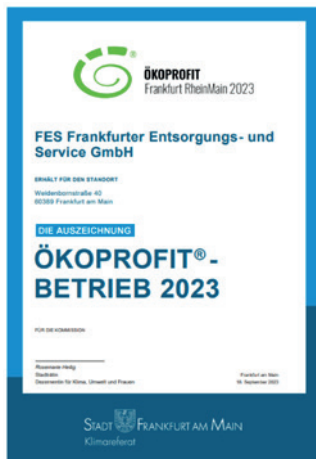 ÖKOPROFIT
Frankfurt RheinMain 2023
FES Frankfurter Entsorgungs- und
Service GmbH
ERHÄLT FÜR DEN STANDORT
Weidenbornstraße 40
60389 Frankfurt am Main
DIE AUSZEICHNUNG
ÖKOPROFIT® -
BETRIEB 2023
FÜR DIE KOMMISSION
Rosemarie Heilig
Stadträtin
Dezernentin für Klima, Umwelt und Frauen
Frankfurt am Main
18. September 2023
STADT FRANKFURT AM MAIN
Klimareferat